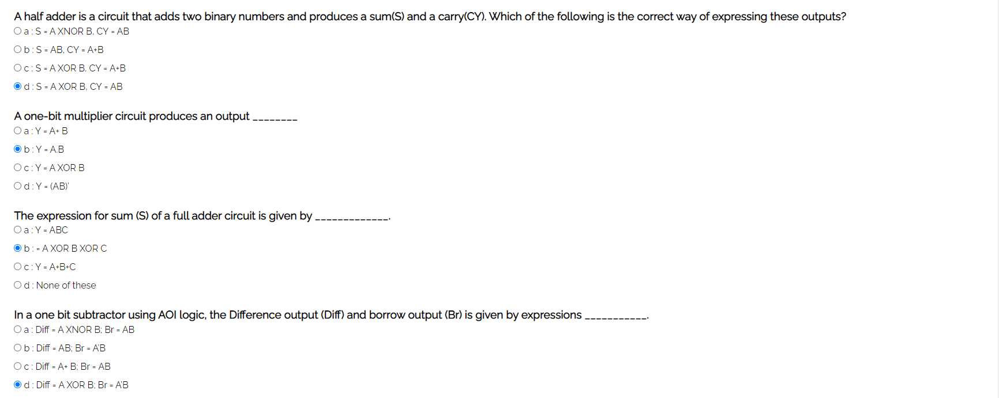 A half adder is a circuit that adds two binary numbers and produces a sum(S) and a carry(CY). Which of the following is the correct way of expressing these outputs?
a : S = A XNOR B, CY = AB
b : S = AB, CY = A+B
c : S = A XOR B, CY = A+B
d : S = A XOR B, CY = AB
A one-bit multiplier circuit produces an output ________
a : Y = A+ B
b : Y = A.B
c : Y = A XOR B
d : Y = (AB)'
The expression for sum (S) of a full adder circuit is given by _____________.
a : Y = ABC
b : = A XOR B XOR C
c : Y = A+B+C
d : None of these
In a one bit subtractor using AOI logic, the Difference output (Diff) and borrow output (Br) is given by expressions ___________.
a : Diff = A XNOR B; Br = AB
b : Diff = AB; Br = A'B
c : Diff = A+ B; Br = AB
d : Diff = A XOR B; Br = A'B